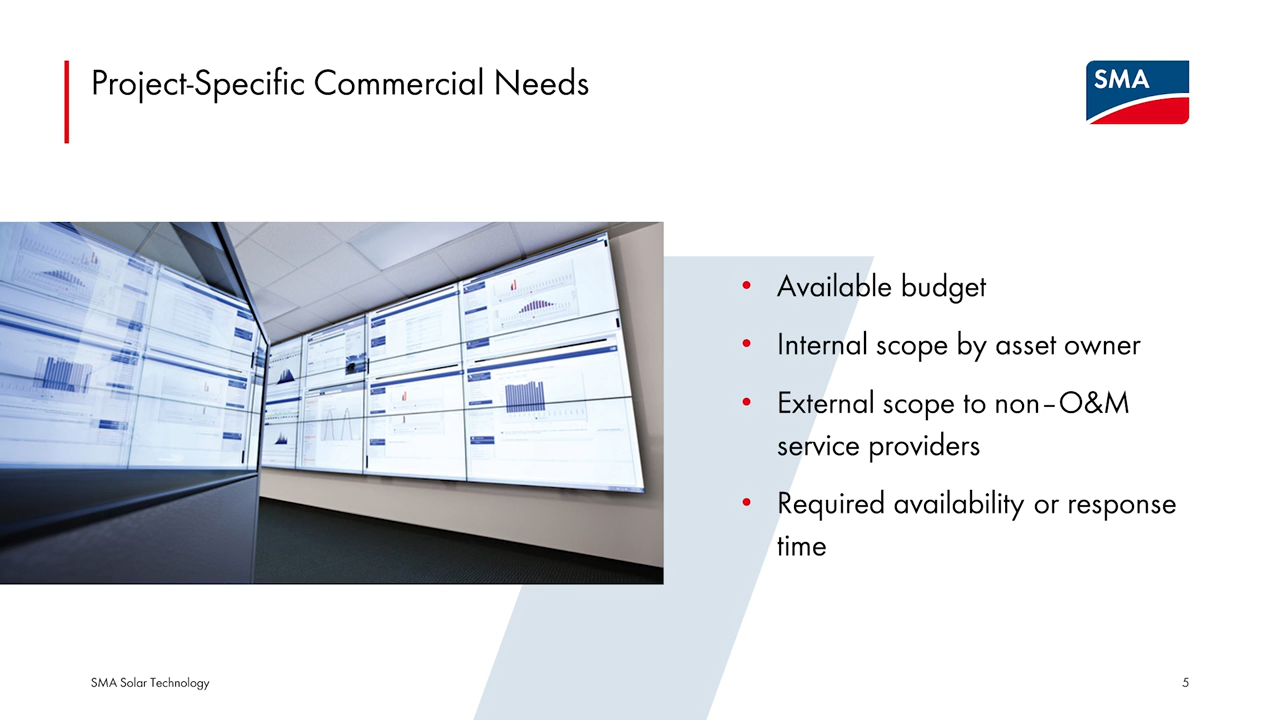 Project-Specific Commercial Needs
SMA
• Available budget
• Internal scope by asset owner
• External scope to non–O&M
service providers
• Required availability or response
time
SMA Solar Technology
5